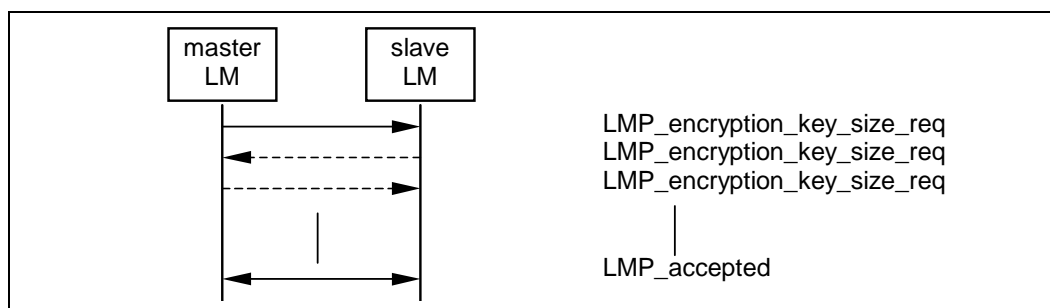 master
LM
slave
LM
LMP_encryption_key_size_req
LMP_encryption_key_size_req
LMP_encryption_key_size_req
LMP_accepted